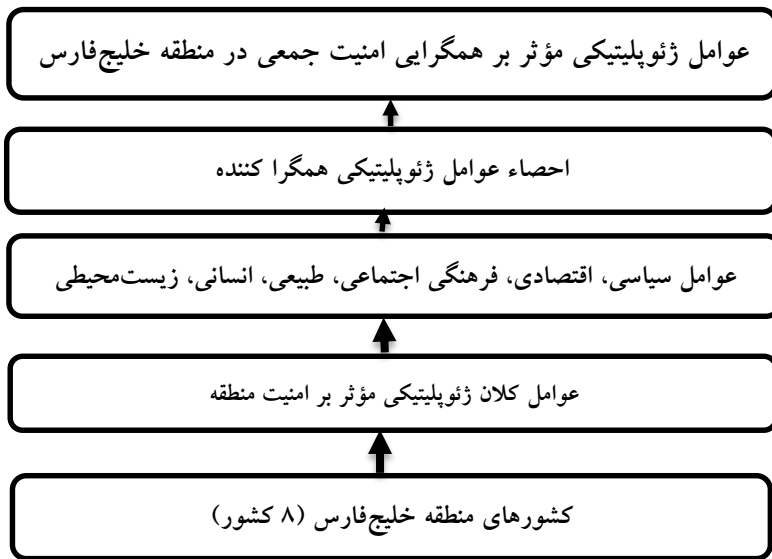 عوامل ژئوپلیتیکی مؤثر بر همگرایی امنیت جمعی در منطقه خلیج‌فارس
احصاء عوامل ژئوپلیتیکی همگرا کننده
عوامل سیاسی، اقتصادی، فرهنگی اجتماعی، طبیعی، انسانی، زیست‌محیطی
عوامل کلان ژئوپلیتیکی مؤثر بر امنیت منطقه
کشورهای منطقه خلیج‌فارس (۸ کشور)